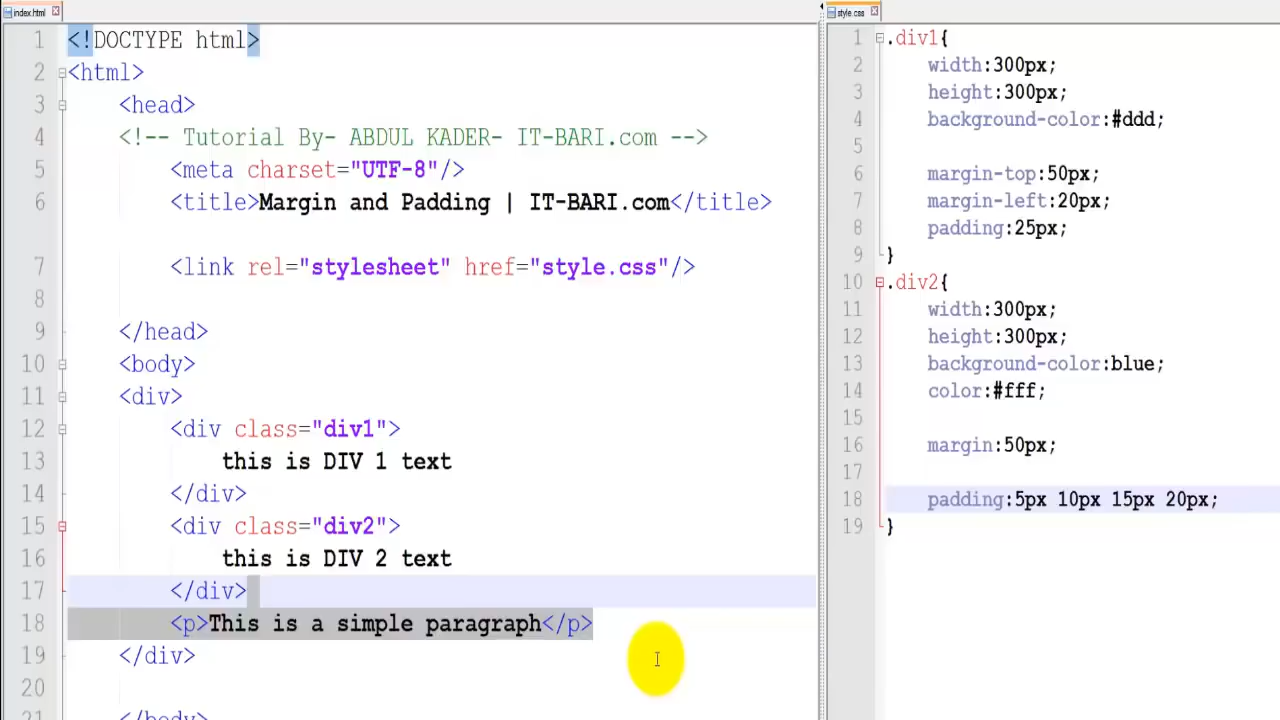 index.html
1 <!DOCTYPE html>
2 <html>
3 <head>
4 <!-- Tutorial By- ABDUL KADER- IT-BARI.com -->
5 <meta charset="UTF-8"/>
6 <title>Margin and Padding | IT-BARI.com</title>
7 <link rel="stylesheet" href="style.css"/>
8
9 </head>
10 <body>
11 <div>
12 <div class="div1">
13 this is DIV 1 text
14 </div>
15 <div class="div2">
16 this is DIV 2 text
17 </div>
18 <p>This is a simple paragraph</p>
19 </div>
20
21 </body>
style.css
1 .div1{
2 width:300px;
3 height:300px;
4 background-color:#ddd;
5
6 margin-top:50px;
7 margin-left:20px;
8 padding:25px;
9 }
10 .div2{
11 width:300px;
12 height:300px;
13 background-color:blue;
14 color:#fff;
15
16 margin:50px;
17
18 padding:5px 10px 15px 20px;
19 }